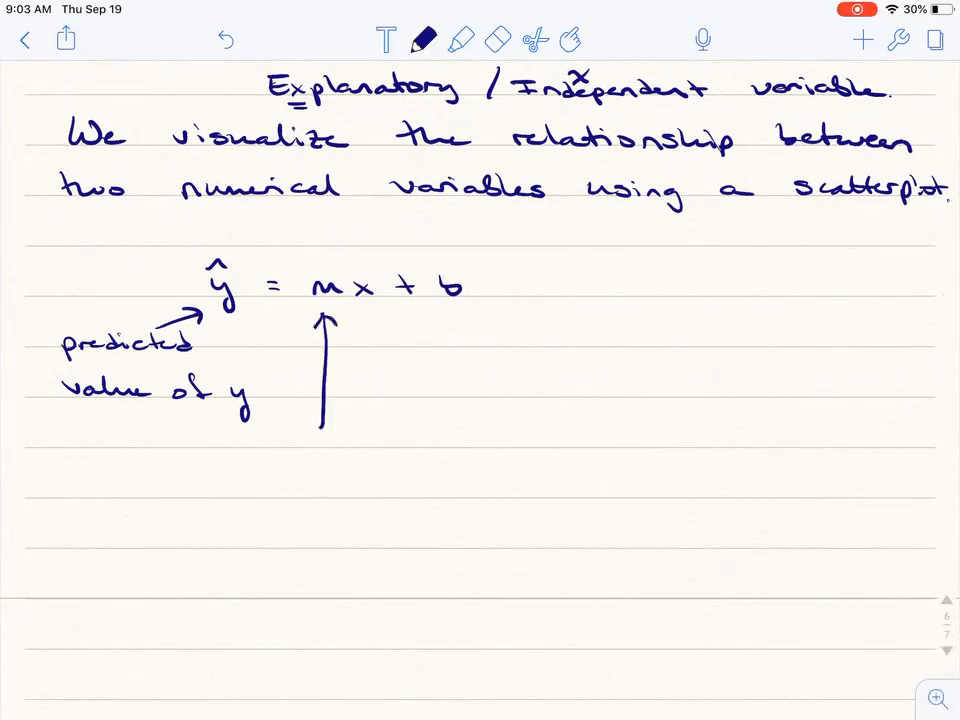 9:03 AM Thu Sep 19
30%
T
Explanatory / Independent variable.
x
We visualize the relationship between
two numerical variables using a scatterplot.
ŷ = mx + b
predicted
value of y
6
7